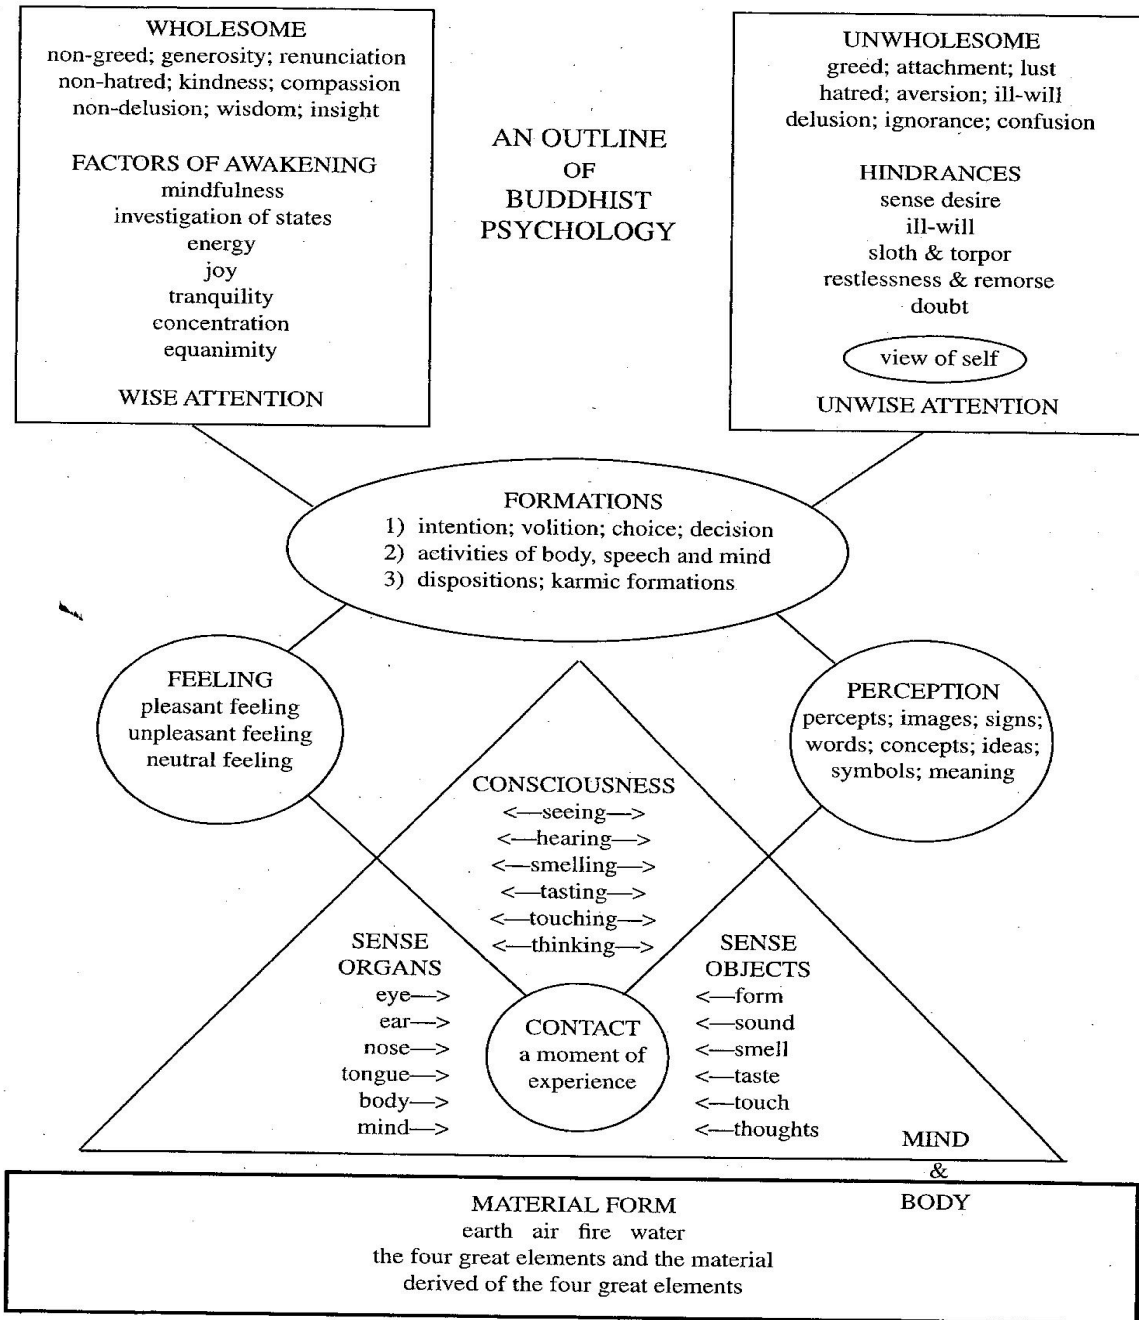 WHOLESOME
non-greed; generosity; renunciation
non-hatred; kindness; compassion
non-delusion; wisdom; insight
FACTORS OF AWAKENING
mindfulness
investigation of states
energy
joy
tranquility
concentration
equanimity
WISE ATTENTION
AN OUTLINE
OF
BUDDHIST
PSYCHOLOGY
UNWHOLESOME
greed; attachment; lust
hatred; aversion; ill-will
delusion; ignorance; confusion
HINDRANCES
sense desire
ill-will
sloth & torpor
restlessness & remorse
doubt
view of self
UNWISE ATTENTION
FORMATIONS
1) intention; volition; choice; decision
2) activities of body, speech and mind
3) dispositions; karmic formations
FEELING
pleasant feeling
unpleasant feeling
neutral feeling
PERCEPTION
percepts; images; signs;
words; concepts; ideas;
symbols; meaning
CONSCIOUSNESS
<—seeing—>
<—hearing—>
<—smelling—>
<—tasting—>
<—touching—>
<—thinking—>
SENSE
ORGANS
eye—>
ear—>
nose—>
tongue—>
body—>
mind—>
CONTACT
a moment of
experience
SENSE
OBJECTS
<—form
<—sound
<—smell
<—taste
<—touch
<—thoughts
MIND
&
BODY
MATERIAL FORM
earth air fire water
the four great elements and the material
derived of the four great elements